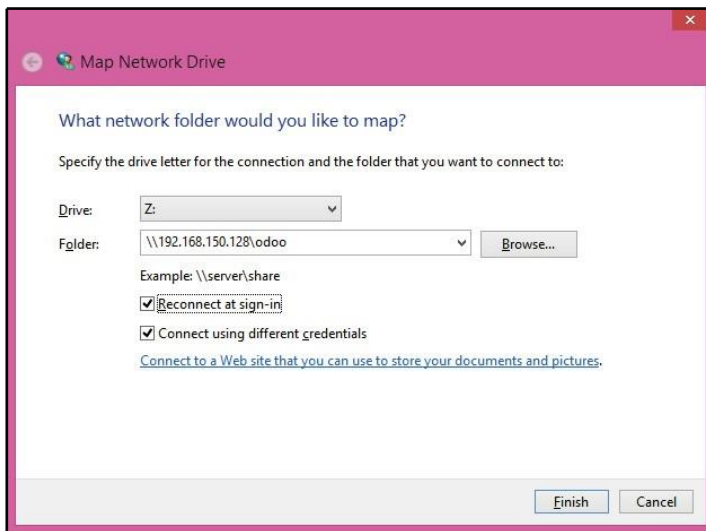 Map Network Drive
What network folder would you like to map?
Specify the drive letter for the connection and the folder that you want to connect to:
Drive: Z:
Folder: \\192.168.150.128\odoo Browse...
Example: \\server\share
Reconnect at sign-in
Connect using different credentials
Connect to a Web site that you can use to store your documents and pictures.
Finish Cancel